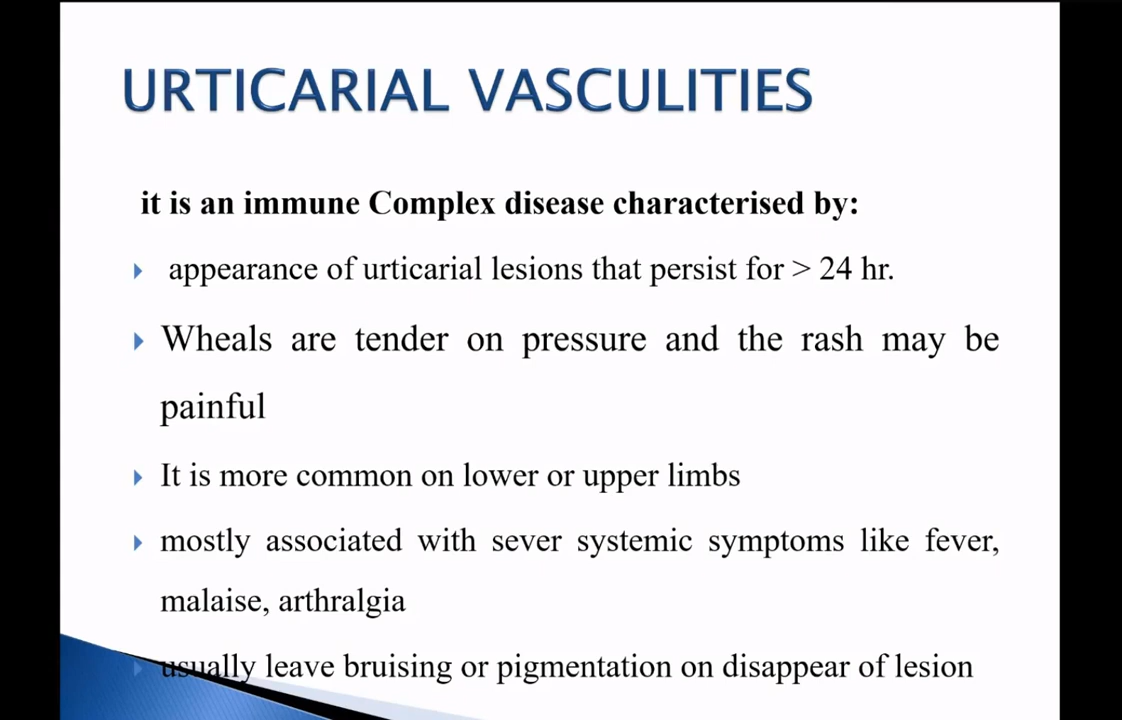 URTICARIAL VASCULITIES
it is an immune Complex disease characterised by:
appearance of urticarial lesions that persist for > 24 hr.
Wheals are tender on pressure and the rash may be
painful
It is more common on lower or upper limbs
mostly associated with sever systemic symptoms like fever,
malaise, arthralgia
usually leave bruising or pigmentation on disappear of lesion